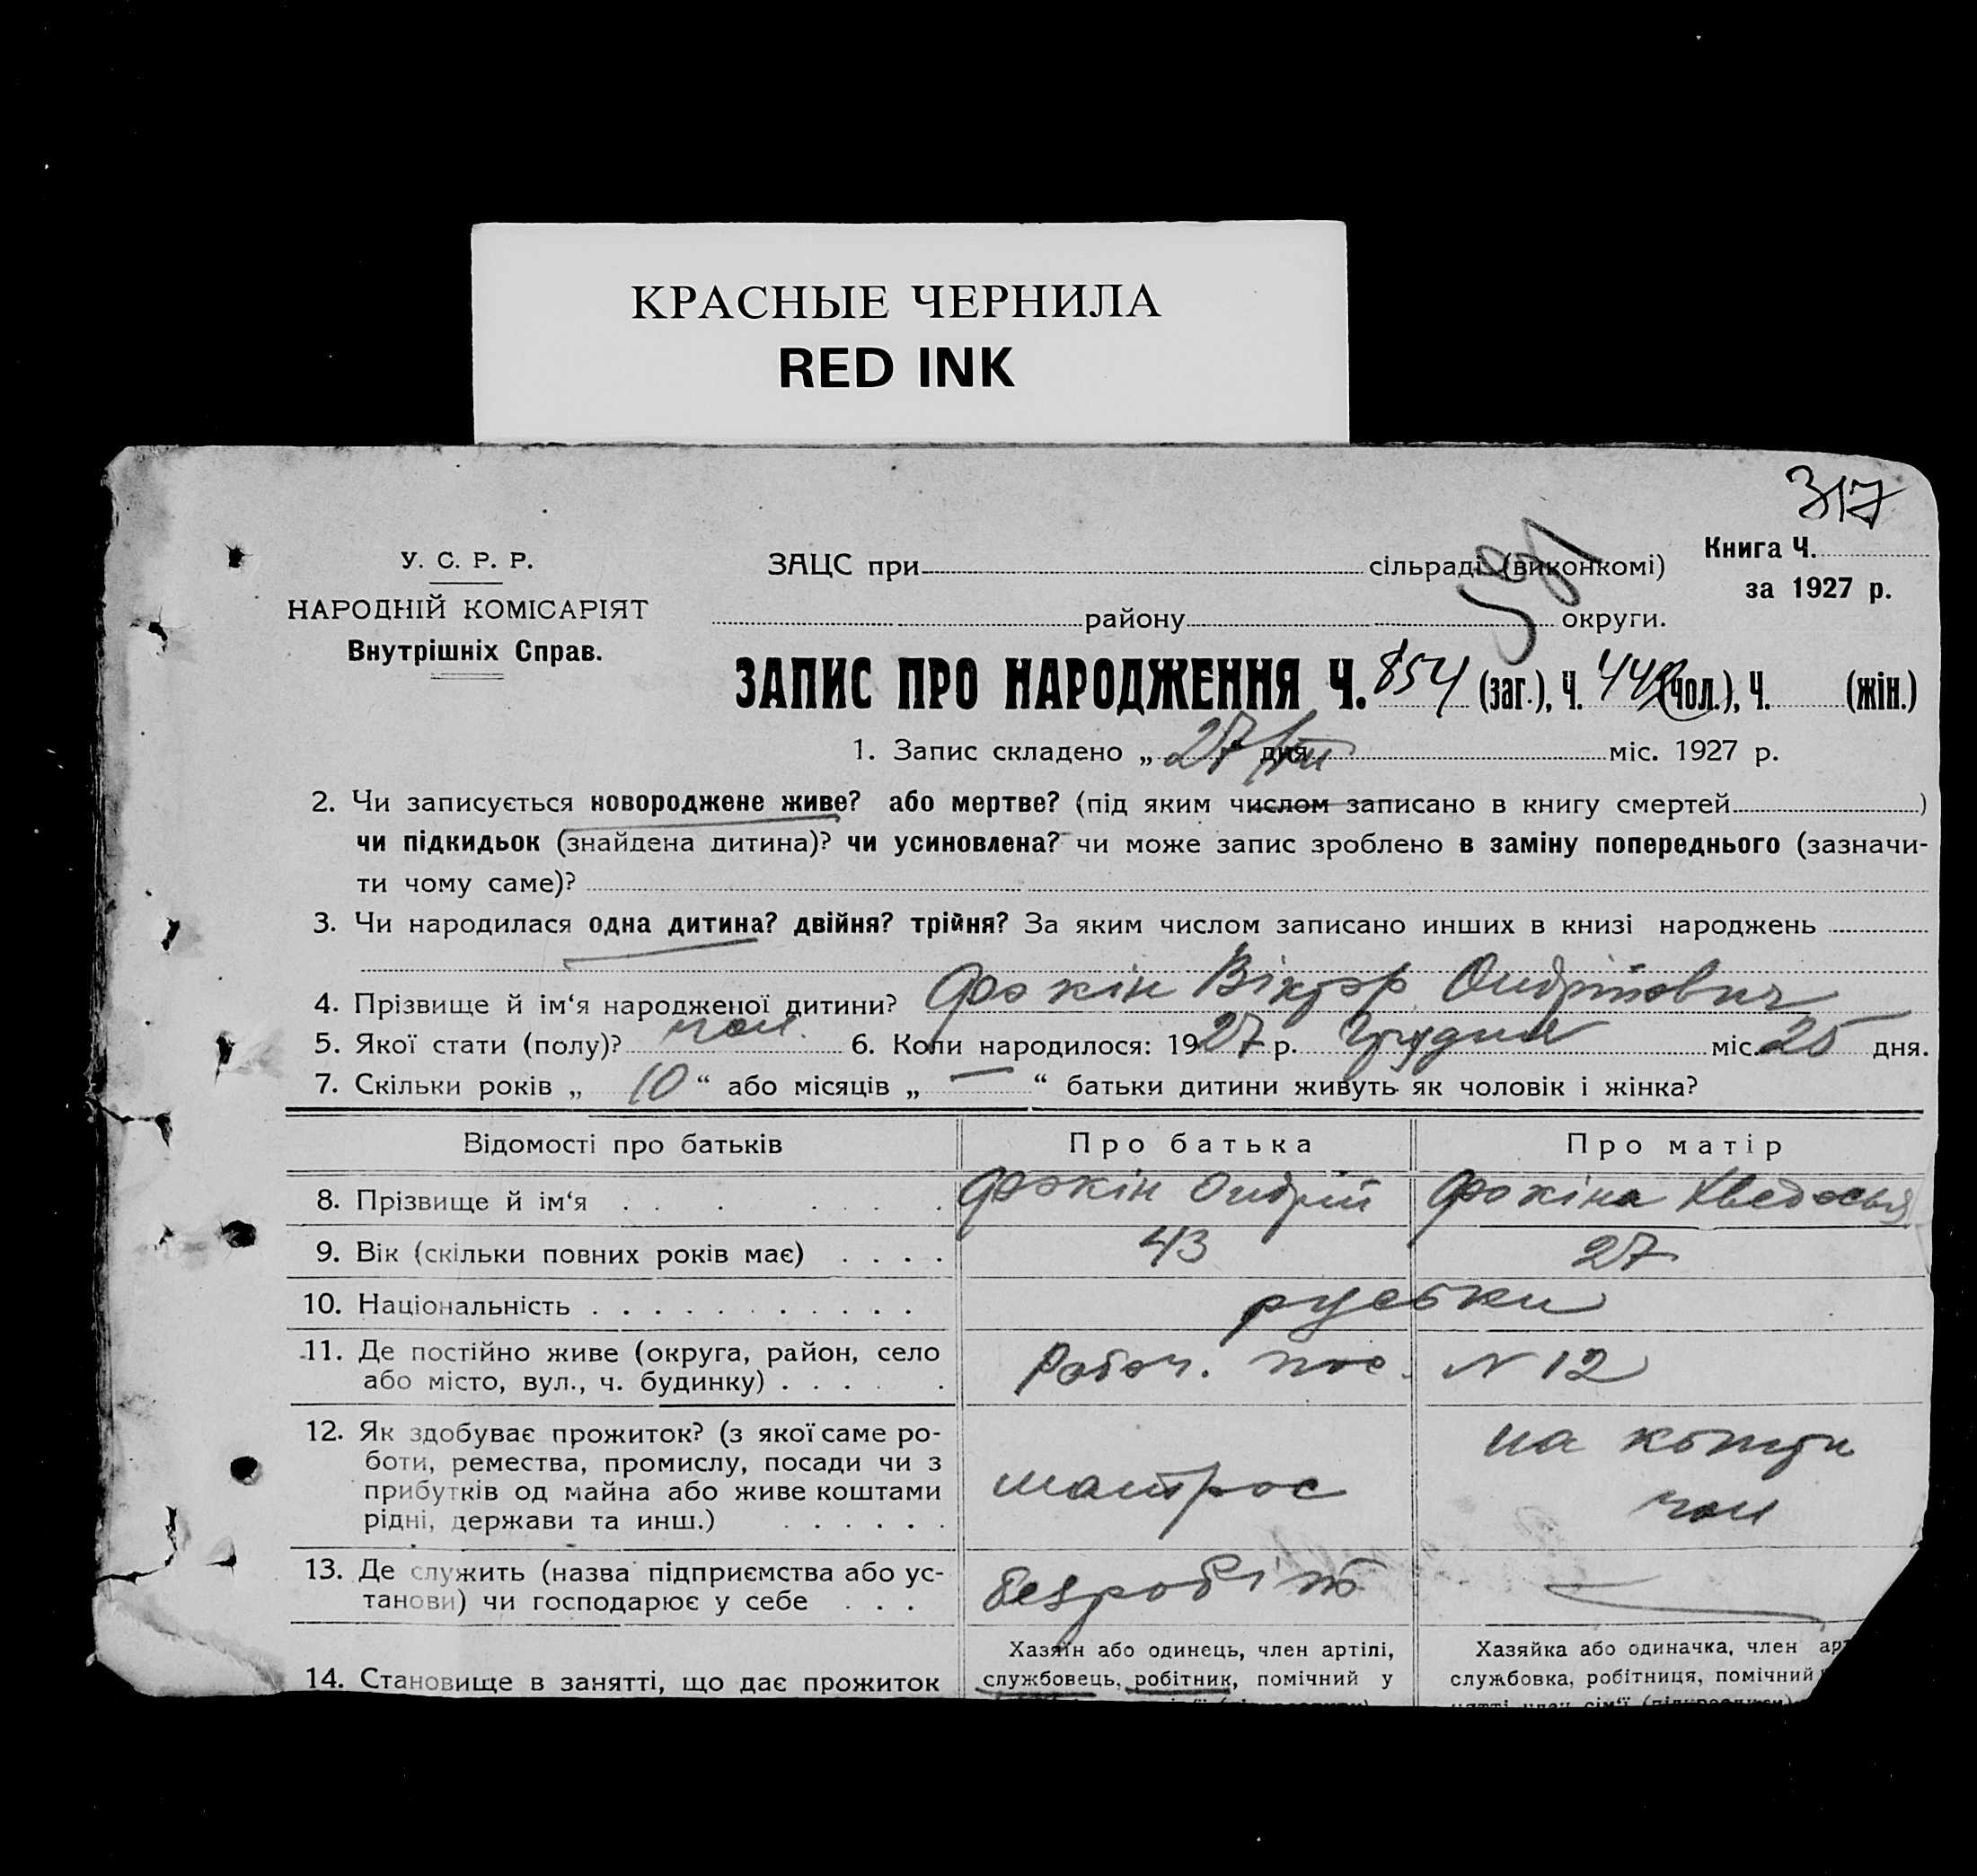 КРАСНЫЕ ЧЕРНИЛА
RED INK
317
У. С. Р. Р.
НАРОДНІЙ КОМІСАРІЯТ
Внутрішніх Справ.
ЗАЦС при сільраді (виконкомі)
району округи.
Книга Ч.
за 1927 р.
ЗАПИС ПРО НАРОДЖЕННЯ Ч. 854 (заг.), Ч. 442 (чол.), Ч. (жін.)
1. Запис складено „ 27/XII дня міс. 1927 р.
2. Чи записується новороджене живе? або мертве? (під яким числом записано в книгу смертей )
чи підкидьок (знайдена дитина)? чи усиновлена? чи може запис зроблено в заміну попереднього (зазначи-
ти чому саме)?
3. Чи народилася одна дитина? двійня? трійня? За яким числом записано инших в книзі народжень
4. Прізвище й ім‘я народженої дитини? Фокін Віктор Ондрійович
5. Якої стати (полу)? чол. 6. Коли народилося: 1927 р. Грудня міс. 25 дня.
7. Скільки років „ 10 “ або місяців „ — “ батьки дитини живуть як чоловік і жінка?
Відомості про батьків Про батька Про матір
8. Прізвище й ім‘я Фокін Ондрій Фокіна Хведосья
9. Вік (скільки повних років має) 43 27
10. Національність руські
11. Де постійно живе (округа, район, село
або місто, вул., ч. будинку) Робоч. пос. N 12
12. Як здобуває прожиток? (з якої саме ро-
боти, ремества, промислу, посади чи з
прибутків од майна або живе коштами
рідні, держави та инш.)
матрос
на кошти
чол
13. Де служить (назва підприємства або ус-
танови) чи господарює у себе
безробіт
14. Становище в занятті, що дає прожиток
Хазяїн або одинець, член артілі,
службовець, робітник, помічний у
Хазяйка або одиначка, член
службовка, робітниця, помічний